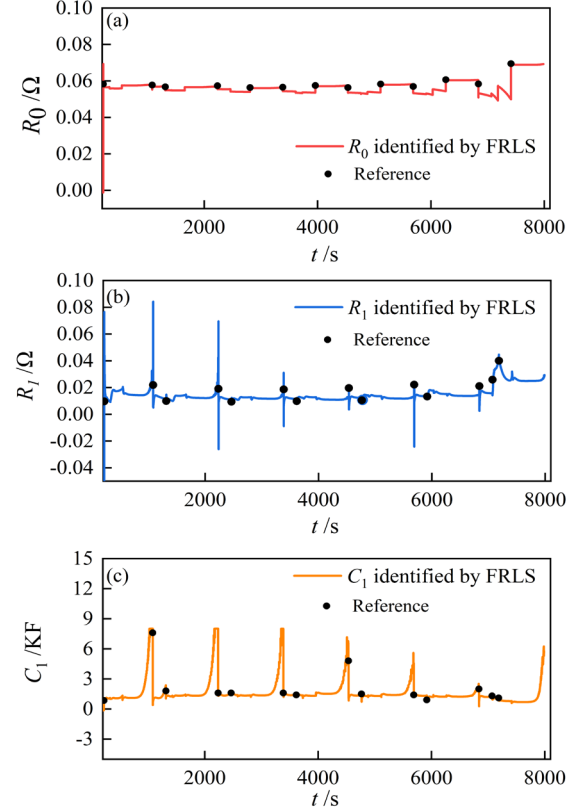 (a)
0.10
0.08
0.06
0.04
0.02
0.00
R0 /Ω
R0 identified by FRLS
Reference
2000 4000 6000 8000
t /s
(b)
0.10
0.08
0.06
0.04
0.02
0.00
-0.02
-0.04
R1 /Ω
R1 identified by FRLS
Reference
2000 4000 6000 8000
t /s
(c)
15
12
9
6
3
0
-3
C1 /KF
C1 identified by FRLS
Reference
2000 4000 6000 8000
t /s